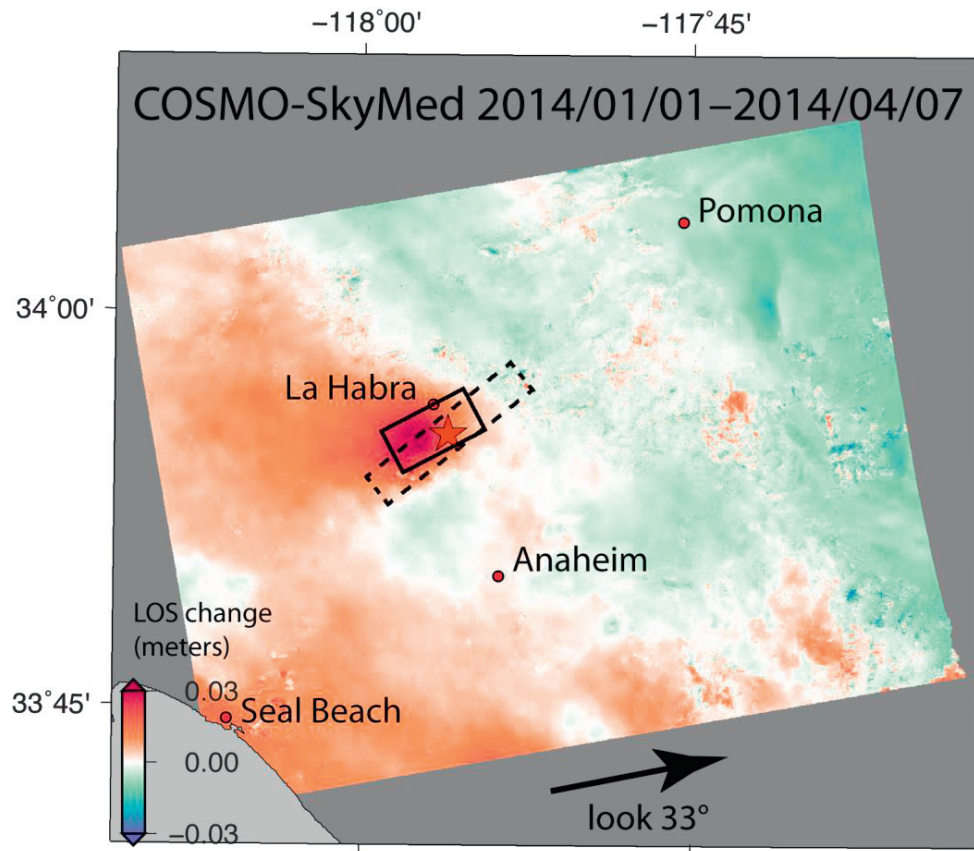 −118˚00'
−117˚45'
COSMO-SkyMed 2014/01/01–2014/04/07
Pomona
34˚00'
La Habra
Anaheim
LOS change
(meters)
0.03
33˚45'
Seal Beach
0.00
look 33°
−0.03